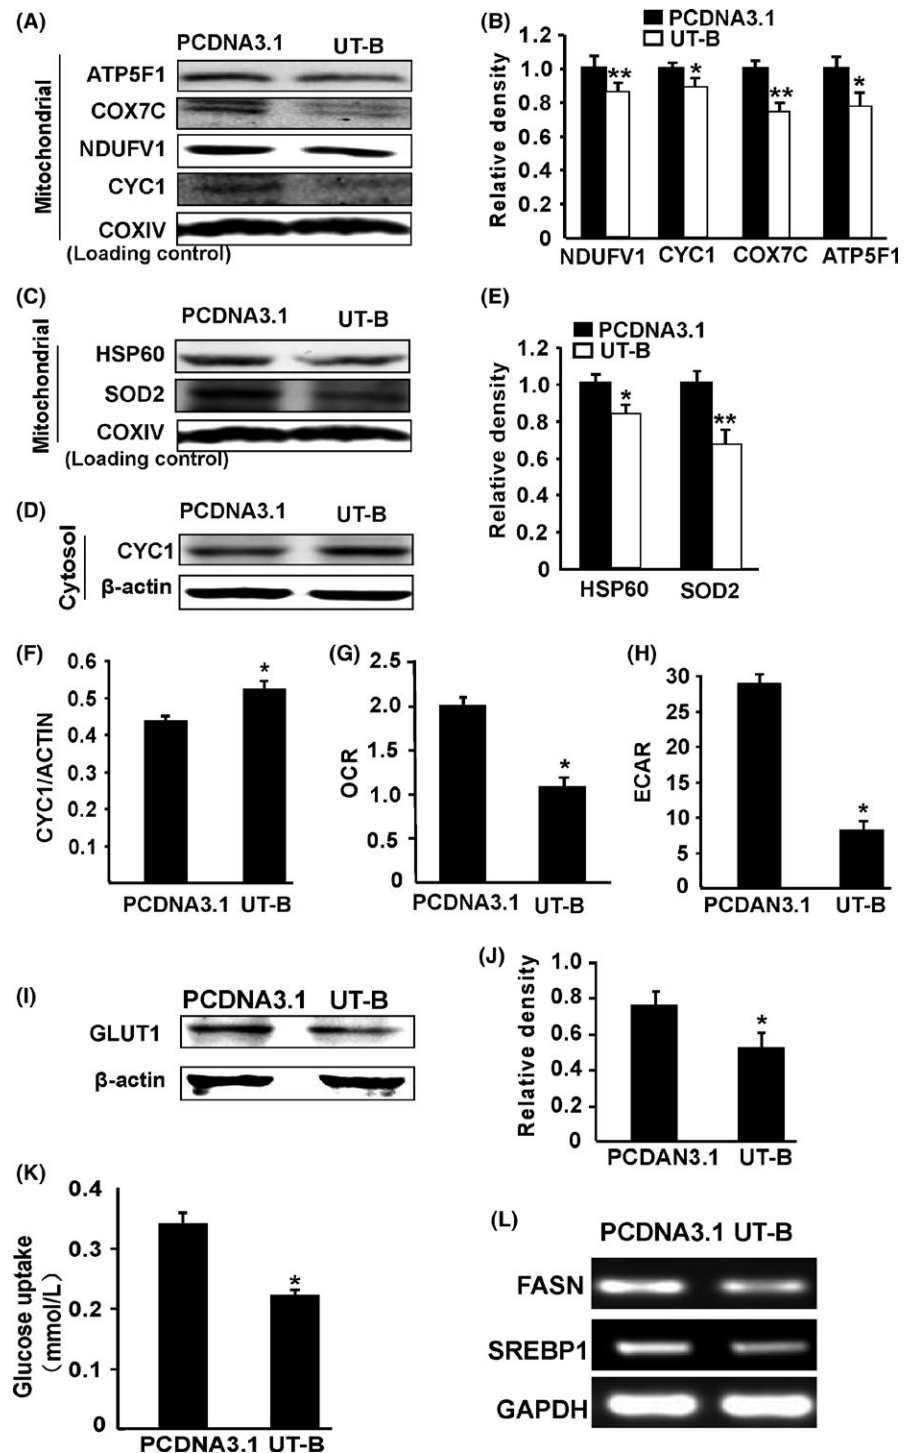 (A)
PCDNA3.1 UT-B
Mitochondrial
ATP5F1
COX7C
NDUFV1
CYC1
COXIV
(Loading control)
(B)
PCDNA3.1
UT-B
Relative density
1.2
1.0
0.8
0.6
0.4
0.2
0
** * ** *
NDUFV1 CYC1 COX7C ATP5F1
(C)
PCDNA3.1 UT-B
Mitochondrial
HSP60
SOD2
COXIV
(Loading control)
(D)
PCDNA3.1 UT-B
Cytosol
CYC1
β-actin
(E)
PCDNA3.1
UT-B
Relative density
1.2
1.0
0.8
0.6
0.4
0.2
0
* **
HSP60 SOD2
(F)
CYC1/ACTIN
0.6
0.5
0.4
0.3
0.2
0.1
*
PCDNA3.1 UT-B
(G)
OCR
2.5
2.0
1.5
1.0
0.5
0
*
PCDNA3.1 UT-B
(H)
ECAR
30
25
20
15
10
5
0
*
PCDAN3.1 UT-B
(I)
PCDNA3.1 UT-B
GLUT1
β-actin
(J)
Relative density
1.0
0.8
0.6
0.4
0.2
0
*
PCDAN3.1 UT-B
(K)
Glucose uptake
(mmol/L)
0.4
0.3
0.2
0.1
0
*
PCDNA3.1 UT-B
(L)
PCDNA3.1 UT-B
FASN
SREBP1
GAPDH